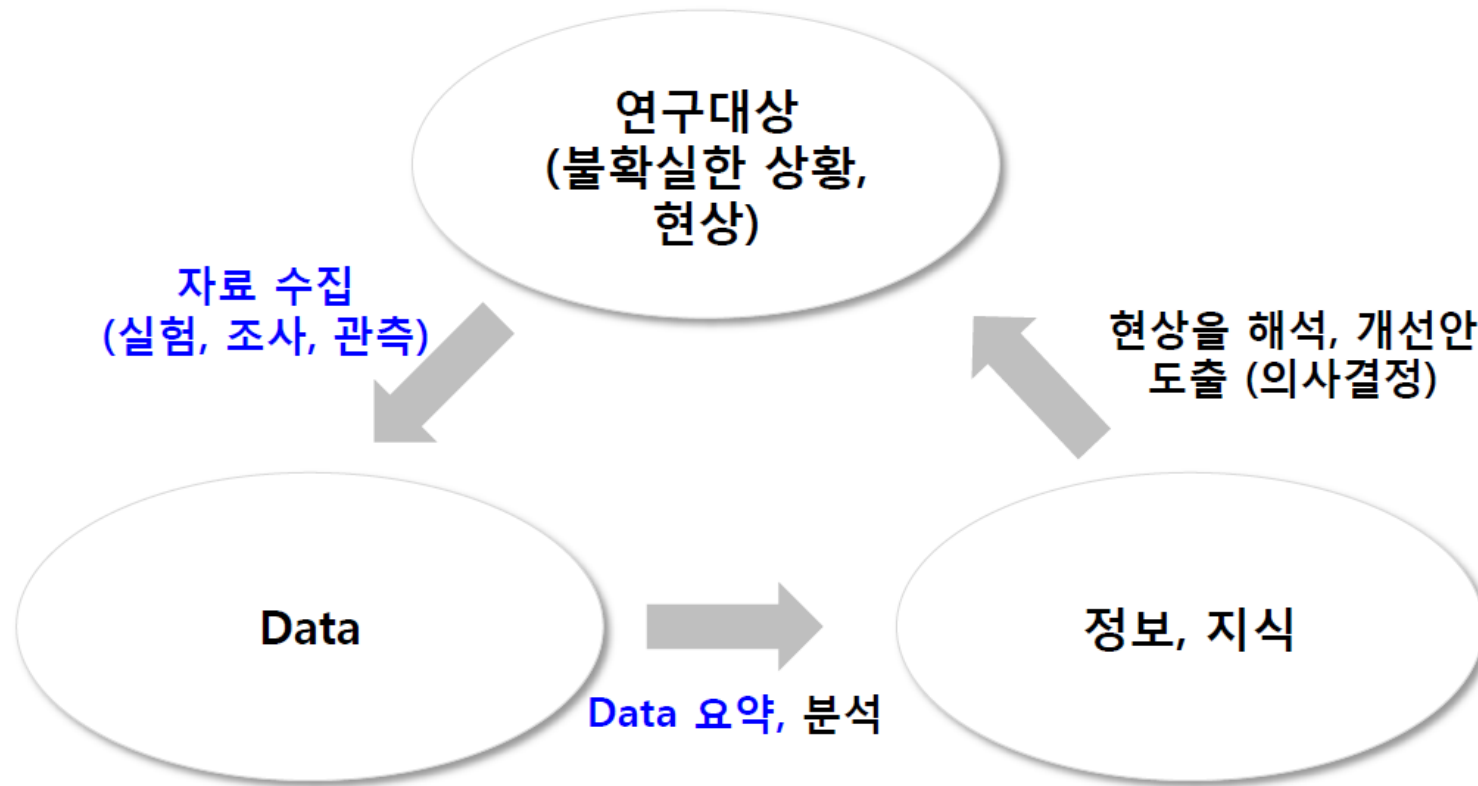 연구대상
(불확실한 상황,
현상)
자료 수집
(실험, 조사, 관측)
현상을 해석, 개선안
도출 (의사결정)
Data
정보, 지식
Data 요약, 분석